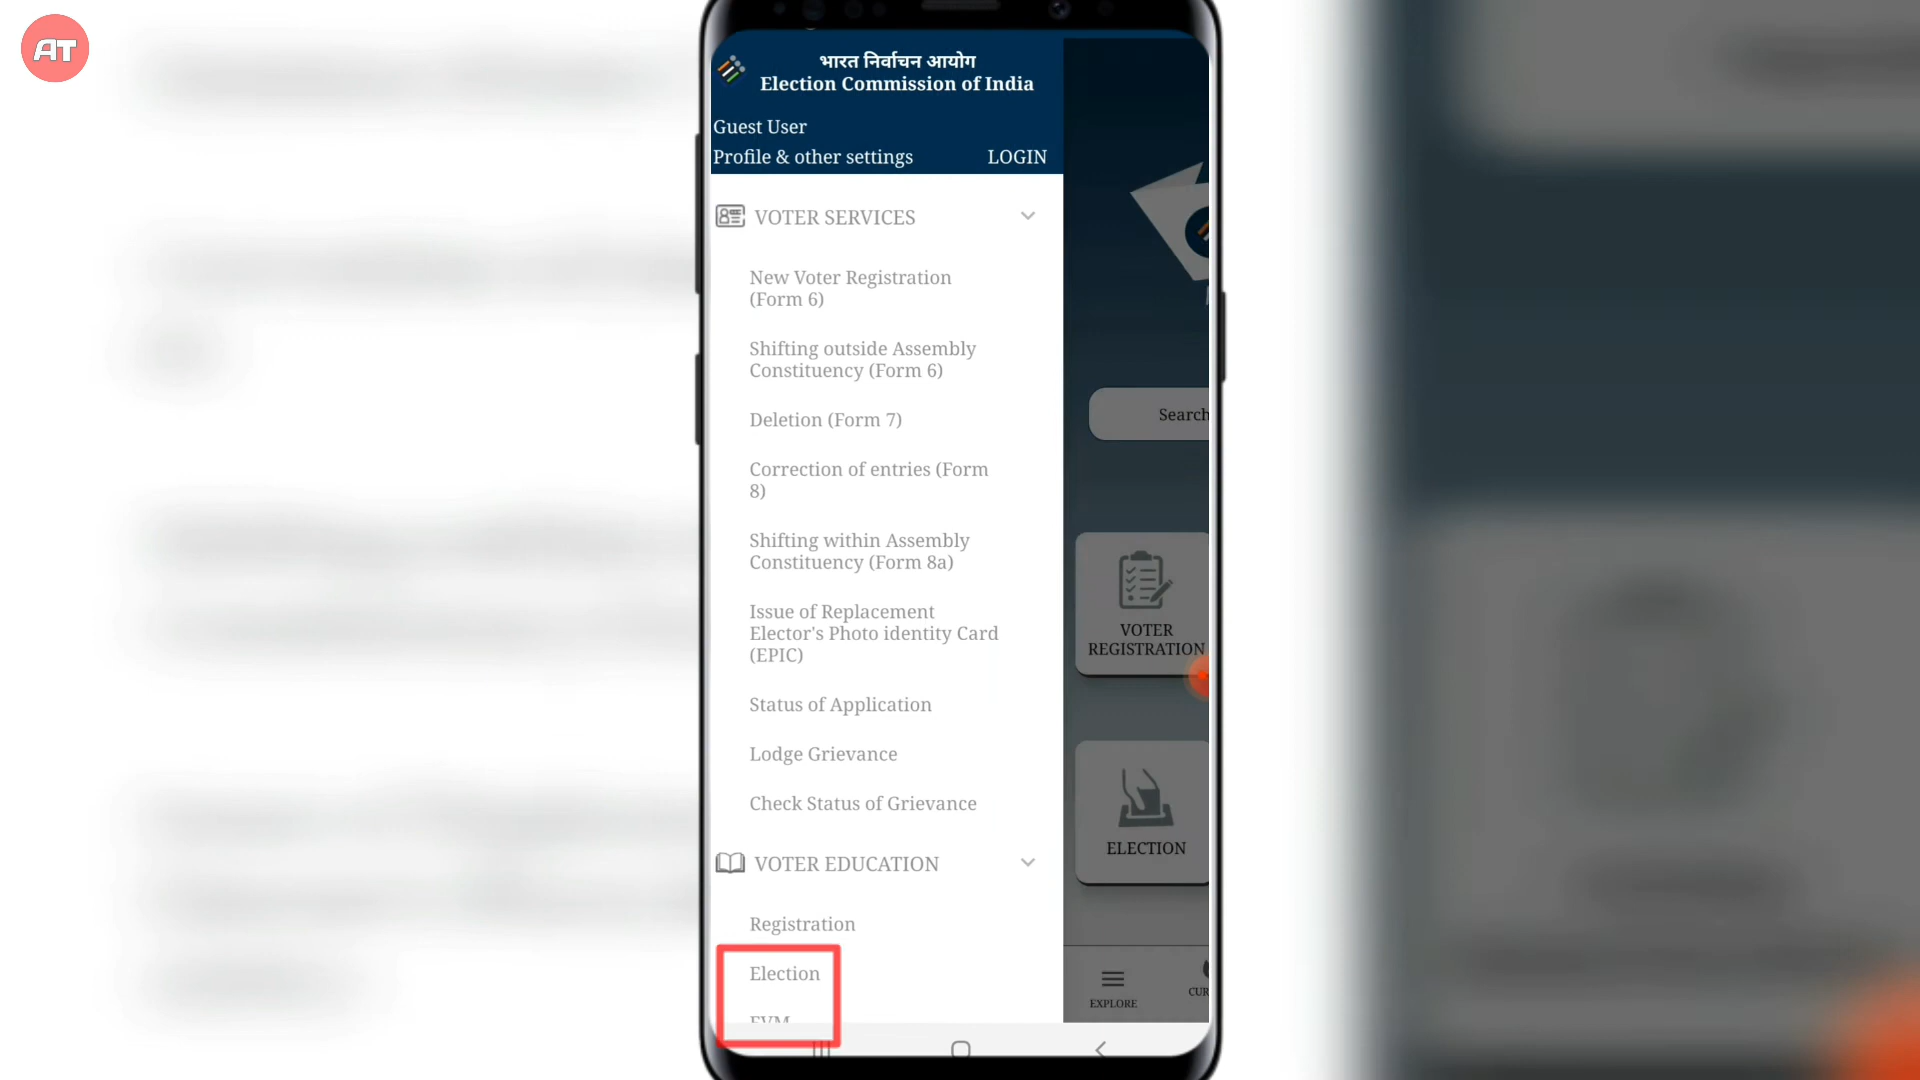 AT
भारत निर्वाचन आयोग
Election Commission of India
Guest User
Profile & other settings
LOGIN
VOTER SERVICES
New Voter Registration
(Form 6)
Shifting outside Assembly
Constituency (Form 6)
Deletion (Form 7)
Correction of entries (Form
8)
Shifting within Assembly
Constituency (Form 8a)
Issue of Replacement
Elector's Photo identity Card
(EPIC)
Status of Application
Lodge Grievance
Check Status of Grievance
VOTER EDUCATION
Registration
Election
EVM
Search
VOTER
REGISTRATION
ELECTION
EXPLORE
CUR